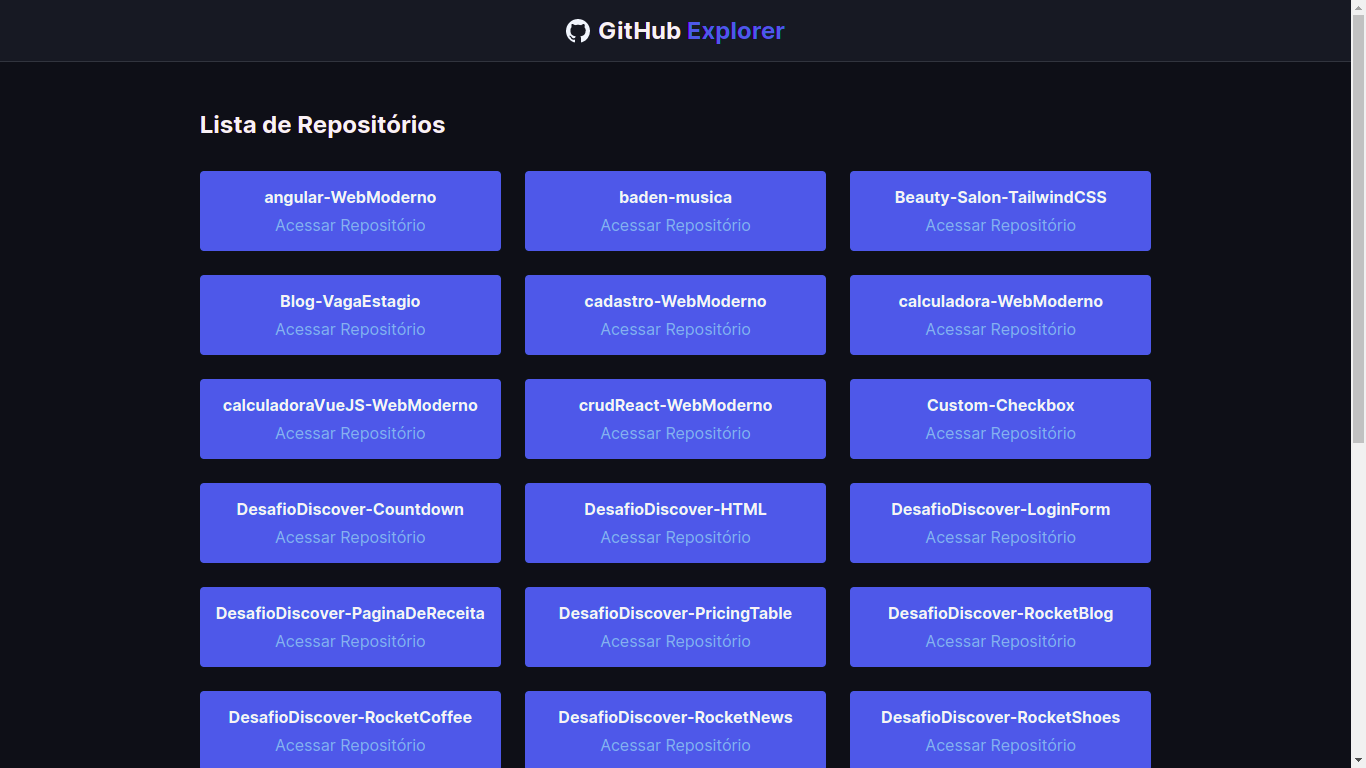 GitHub Explorer
Lista de Repositórios
angular-WebModerno
Acessar Repositório
baden-musica
Acessar Repositório
Beauty-Salon-TailwindCSS
Acessar Repositório
Blog-VagaEstagio
Acessar Repositório
cadastro-WebModerno
Acessar Repositório
calculadora-WebModerno
Acessar Repositório
calculadoraVueJS-WebModerno
Acessar Repositório
crudReact-WebModerno
Acessar Repositório
Custom-Checkbox
Acessar Repositório
DesafioDiscover-Countdown
Acessar Repositório
DesafioDiscover-HTML
Acessar Repositório
DesafioDiscover-LoginForm
Acessar Repositório
DesafioDiscover-PaginaDeReceita
Acessar Repositório
DesafioDiscover-PricingTable
Acessar Repositório
DesafioDiscover-RocketBlog
Acessar Repositório
DesafioDiscover-RocketCoffee
Acessar Repositório
DesafioDiscover-RocketNews
Acessar Repositório
DesafioDiscover-RocketShoes
Acessar Repositório